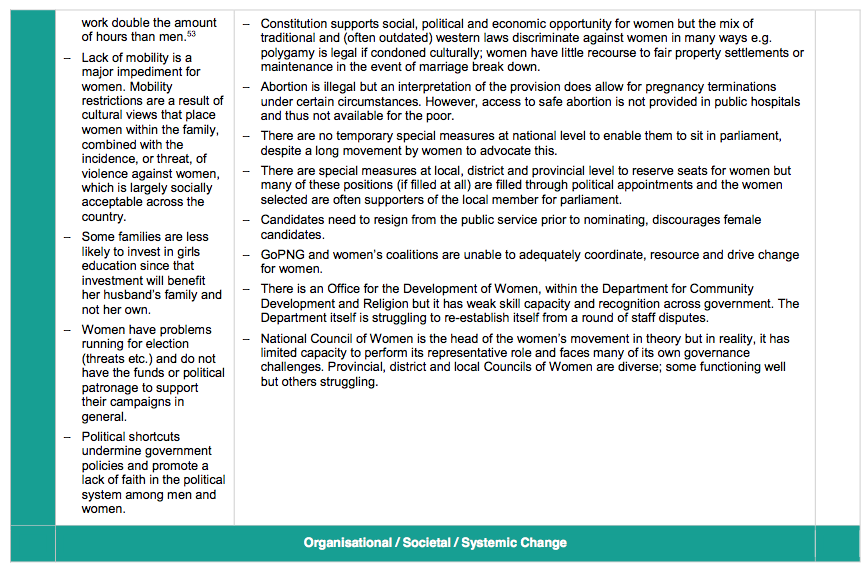 work double the amount
of hours than men.53
– Lack of mobility is a
major impediment for
women. Mobility
restrictions are a result of
cultural views that place
women within the family,
combined with the
incidence, or threat, of
violence against women,
which is largely socially
acceptable across the
country.
– Some families are less
likely to invest in girls
education since that
investment will benefit
her husband’s family and
not her own.
– Women have problems
running for election
(threats etc.) and do not
have the funds or political
patronage to support
their campaigns in
general.
– Political shortcuts
undermine government
policies and promote a
lack of faith in the political
system among men and
women.
– Constitution supports social, political and economic opportunity for women but the mix of
traditional and (often outdated) western laws discriminate against women in many ways e.g.
polygamy is legal if condoned culturally; women have little recourse to fair property settlements or
maintenance in the event of marriage break down.
– Abortion is illegal but an interpretation of the provision does allow for pregnancy terminations
under certain circumstances. However, access to safe abortion is not provided in public hospitals
and thus not available for the poor.
– There are no temporary special measures at national level to enable them to sit in parliament,
despite a long movement by women to advocate this.
– There are special measures at local, district and provincial level to reserve seats for women but
many of these positions (if filled at all) are filled through political appointments and the women
selected are often supporters of the local member for parliament.
– Candidates need to resign from the public service prior to nominating, discourages female
candidates.
– GoPNG and women’s coalitions are unable to adequately coordinate, resource and drive change
for women.
– There is an Office for the Development of Women, within the Department for Community
Development and Religion but it has weak skill capacity and recognition across government. The
Department itself is struggling to re-establish itself from a round of staff disputes.
– National Council of Women is the head of the women’s movement in theory but in reality, it has
limited capacity to perform its representative role and faces many of its own governance
challenges. Provincial, district and local Councils of Women are diverse; some functioning well
but others struggling.
Organisational / Societal / Systemic Change